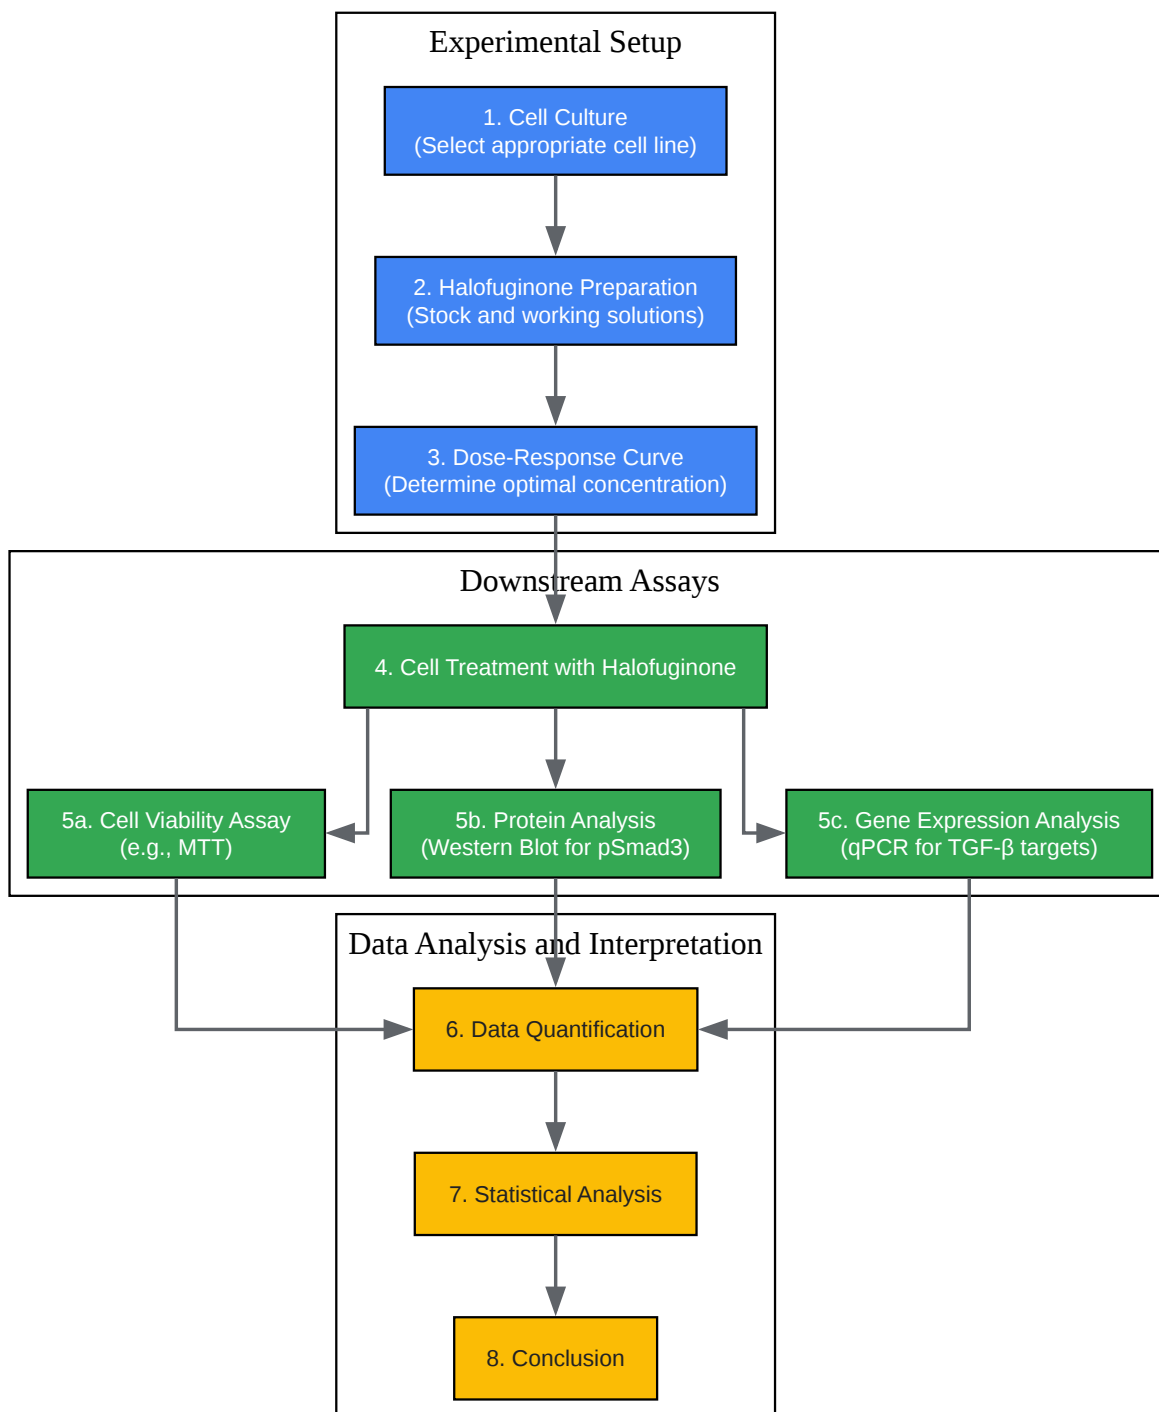 Experimental Setup
1. Cell Culture
(Select appropriate cell line)
2. Halofuginone Preparation
(Stock and working solutions)
3. Dose-Response Curve
(Determine optimal concentration)
Downstream Assays
4. Cell Treatment with Halofuginone
5a. Cell Viability Assay
(e.g., MTT)
5b. Protein Analysis
(Western Blot for pSmad3)
5c. Gene Expression Analysis
(qPCR for TGF-β targets)
Data Analysis and Interpretation
6. Data Quantification
7. Statistical Analysis
8. Conclusion